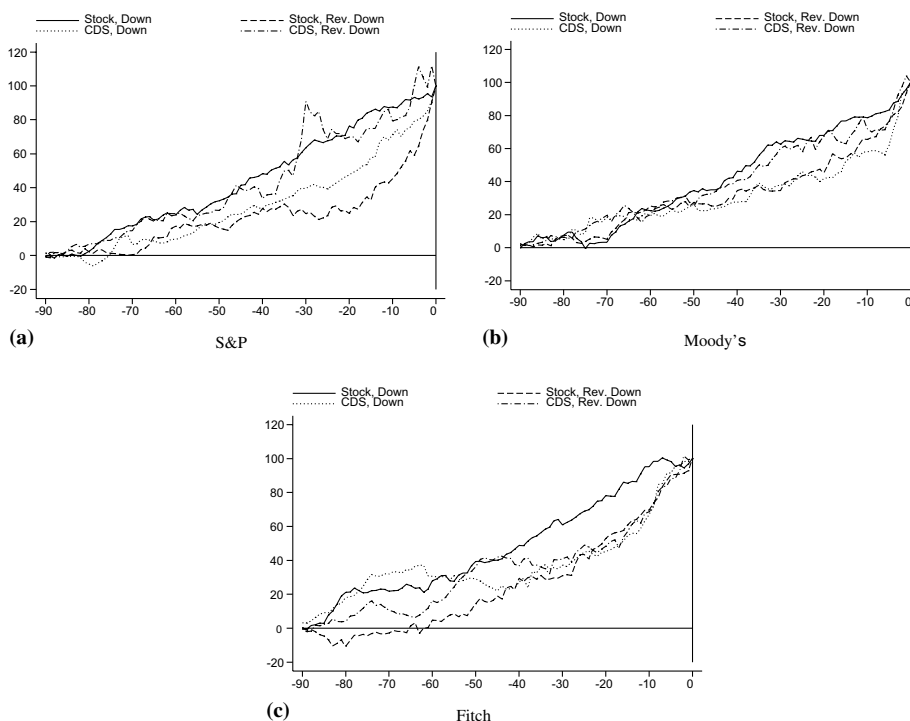 Stock, Down Stock, Rev. Down
CDS, Down CDS, Rev. Down
120
100
80
60
40
20
0
-20
-90 -80 -70 -60 -50 -40 -30 -20 -10 0
(a) S&P
Stock, Down Stock, Rev. Down
CDS, Down CDS, Rev. Down
120
100
80
60
40
20
0
-20
-90 -80 -70 -60 -50 -40 -30 -20 -10 0
(b) Moody's
Stock, Down Stock, Rev. Down
CDS, Down CDS, Rev. Down
120
100
80
60
40
20
0
-20
-90 -80 -70 -60 -50 -40 -30 -20 -10 0
(c) Fitch